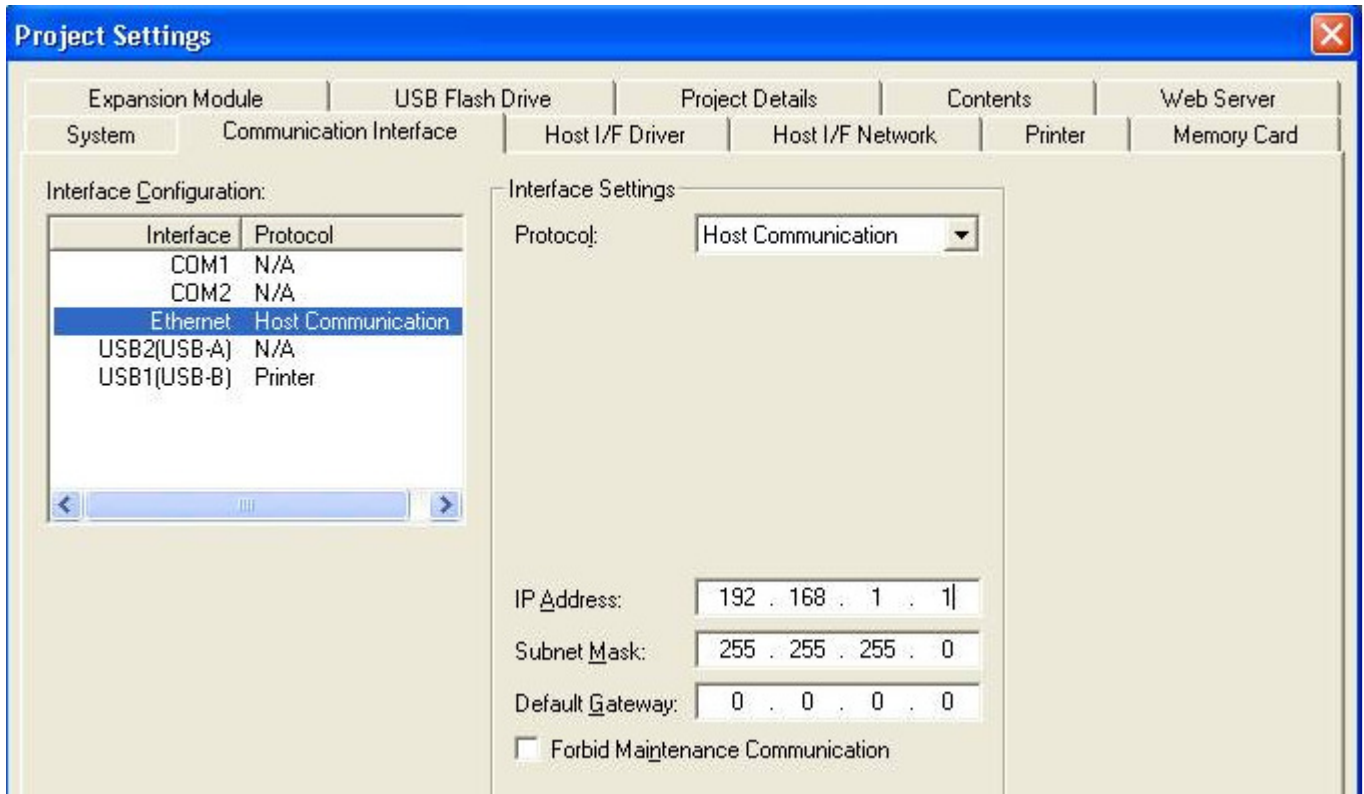 Project Settings
Expansion Module
USB Flash Drive
Project Details
Contents
Web Server
System
Communication Interface
Host I/F Driver
Host I/F Network
Printer
Memory Card
Interface Configuration:
Interface Protocol
COM1 N/A
COM2 N/A
Ethernet Host Communication
USB2(USB-A) N/A
USB1(USB-B) Printer
Interface Settings
Protocol: Host Communication
IP Address: 192 . 168 . 1 . 1
Subnet Mask: 255 . 255 . 255 . 0
Default Gateway: 0 . 0 . 0 . 0
Forbid Maintenance Communication